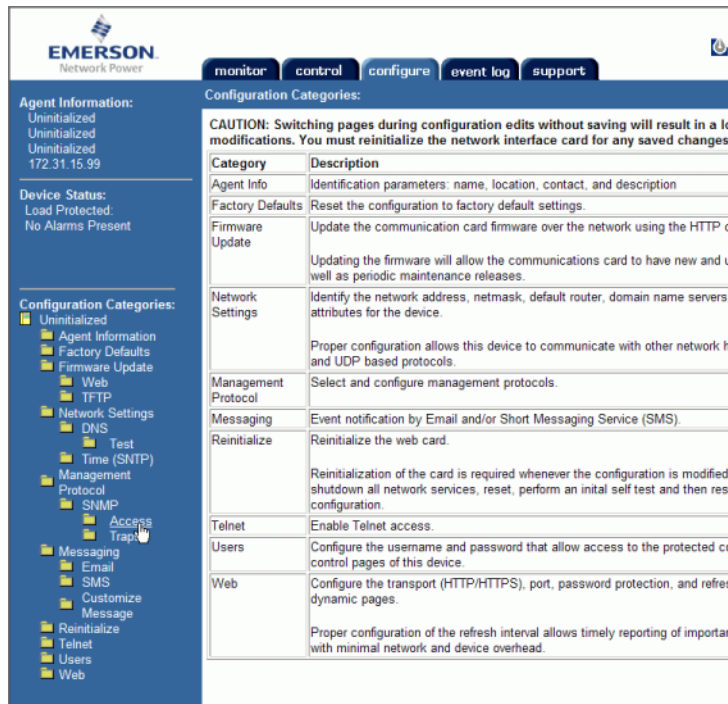 EMERSON
Network Power
monitor
control
configure
event log
support
Agent Information:
Uninitialized
Uninitialized
Uninitialized
172.31.15.99
Device Status:
Load Protected:
No Alarms Present
Configuration Categories:
Uninitialized
Agent Information
Factory Defaults
Firmware Update
Web
TFTP
Network Settings
DNS
Test
Time (SNTP)
Management
Protocol
SNMP
Access
Traps
Messaging
Email
SMS
Customize
Message
Reinitialize
Telnet
Users
Web
Configuration Categories:
CAUTION: Switching pages during configuration edits without saving will result in a
modifications. You must reinitialize the network interface card for any saved changes
Category Description
Agent Info Identification parameters: name, location, contact, and description
Factory Defaults Reset the configuration to factory default settings.
Firmware Update the communication card firmware over the network using the HTTP
Update
Updating the firmware will allow the communications card to have new and
well as periodic maintenance releases.
Network Identify the network address, netmask, default router, domain name servers
Settings attributes for the device.
Proper configuration allows this device to communicate with other network
and UDP based protocols.
Management Select and configure management protocols.
Protocol
Messaging Event notification by Email and/or Short Messaging Service (SMS).
Reinitialize Reinitialize the web card.
Reinitialization of the card is required whenever the configuration is modified
shutdown all network services, reset, perform an inital self test and then
configuration.
Telnet Enable Telnet access.
Users Configure the username and password that allow access to the protected
control pages of this device.
Web Configure the transport (HTTP/HTTPS), port, password protection, and
dynamic pages.
Proper configuration of the refresh interval allows timely reporting of
with minimal network and device overhead.